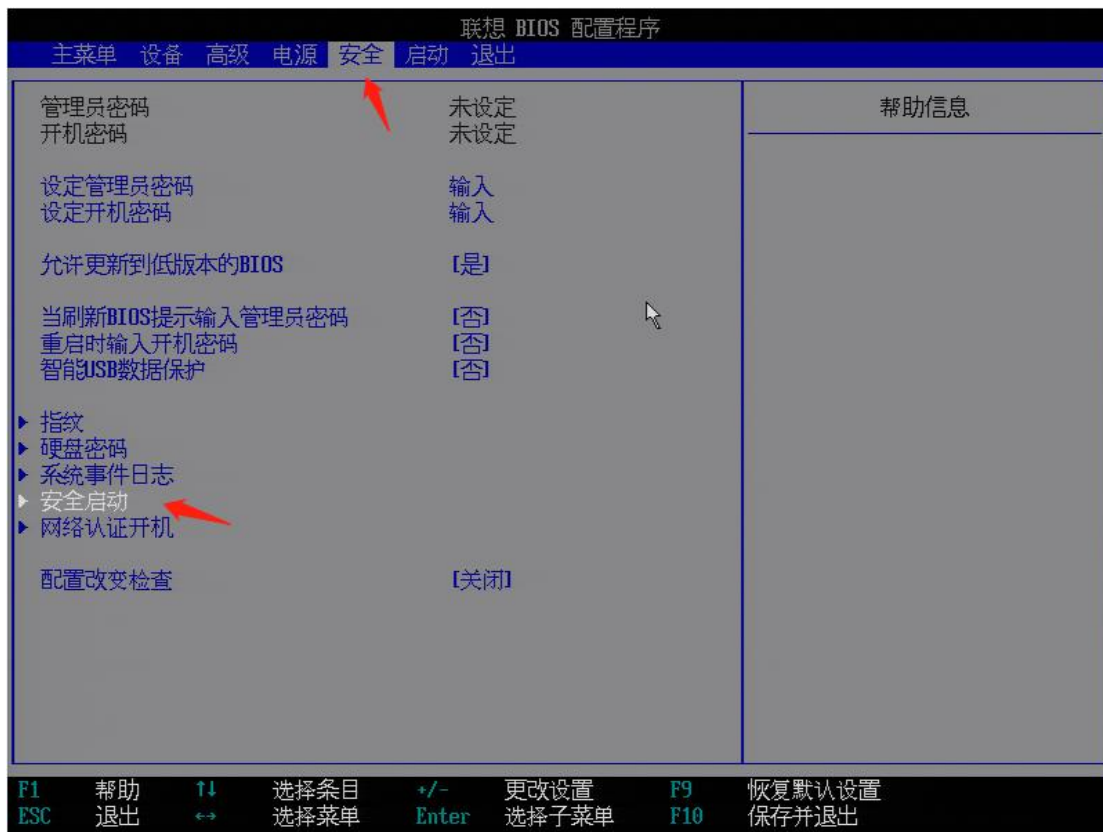 联想 BIOS 配置程序
主菜单 设备 高级 电源 安全 启动 退出
管理员密码 未设定
开机密码 未设定
设定管理员密码 输入
设定开机密码 输入
允许更新到低版本的BIOS [是]
当刷新BIOS提示输入管理员密码 [否]
重启时输入开机密码 [否]
智能USB数据保护 [否]
指纹
硬盘密码
系统事件日志
安全启动
网络认证开机
配置改变检查 [关闭]
帮助信息
F1 帮助 ↑↓ 选择条目 +/- 更改设置 F9 恢复默认设置
ESC 退出 ↔ 选择菜单 Enter 选择子菜单 F10 保存并退出